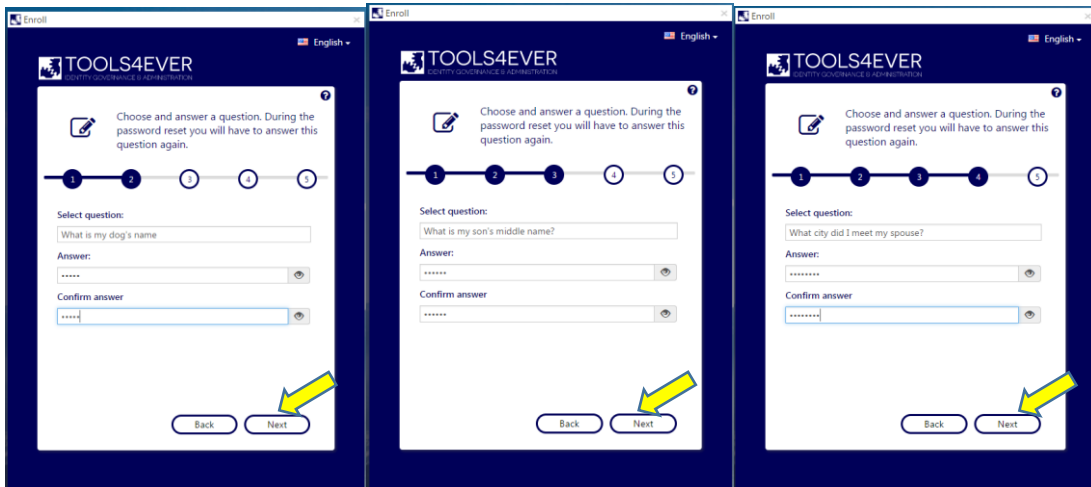 Enroll
English
TOOLS4EVER
IDENTITY GOVERNANCE & ADMINISTRATION
Choose and answer a question. During the
password reset you will have to answer this
question again.
1 2 3 4 5
Select question:
What is my dog's name
Answer:
•••••
Confirm answer
•••••
Back Next
Enroll
English
TOOLS4EVER
IDENTITY GOVERNANCE & ADMINISTRATION
Choose and answer a question. During the
password reset you will have to answer this
question again.
1 2 3 4 5
Select question:
What is my son's middle name?
Answer:
••••••
Confirm answer
••••••
Back Next
Enroll
English
TOOLS4EVER
IDENTITY GOVERNANCE & ADMINISTRATION
Choose and answer a question. During the
password reset you will have to answer this
question again.
1 2 3 4 5
Select question:
What city did I meet my spouse?
Answer:
••••••••
Confirm answer
••••••••
Back Next